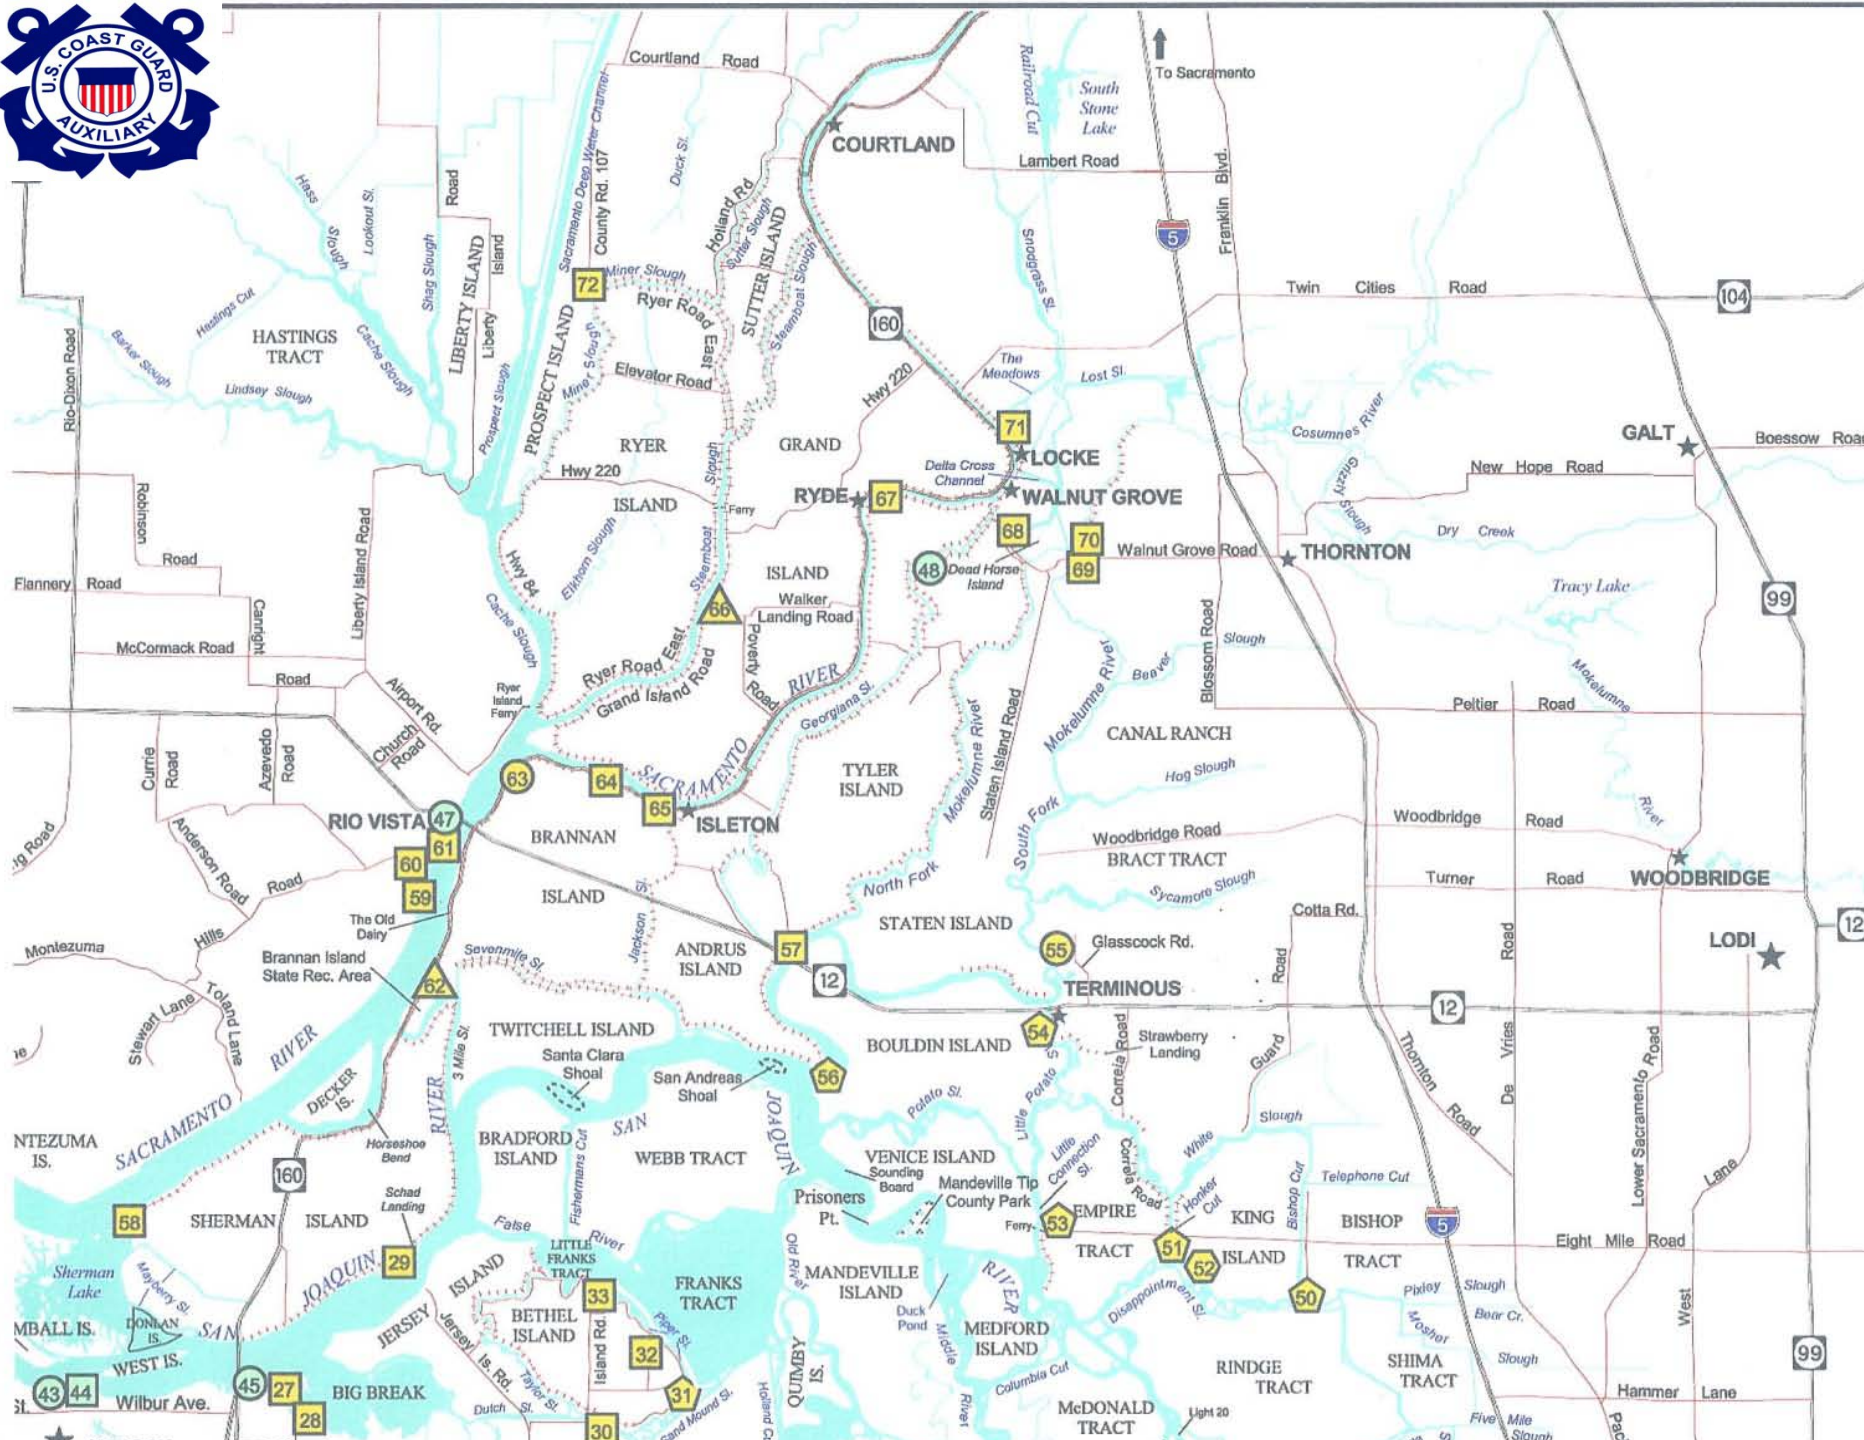 U.S. COAST GUARD
AUXILIARY
Courtland Road
To Sacramento
Railroad Cut
South
Stone
Lake
COURTLAND
Lambert Road
Sacramento Deep Water Channel
County Rd. 107
Duck Sl.
Holland Rd
Sutter Slough
SUTTER ISLAND
Steamboat Slough
Snodgrass Sl.
Franklin Blvd.
5
Hass
Slough
Lookout Sl.
Road
Shag Slough
LIBERTY ISLAND
Liberty
Island
72
Miner Slough
Ryer Road East
Twin Cities Road
104
Rio-Dixon Road
Hastings Cut
HASTINGS
TRACT
Barker Slough
Cache Slough
Lindsey Slough
Prospect Slough
PROSPECT ISLAND
Miner Slough
Elevator Road
160
Hwy 220
The
Meadows
Lost Sl.
Cosumnes River
GALT
Boessow Road
RYER
ISLAND
Hwy 220
GRAND
71
LOCKE
Delta Cross
Channel
WALNUT GROVE
Grizzly Slough
New Hope Road
RYDE
67
Slough
Ferry
Robinson
Road
Liberty Island Road
Hwy 84
Elkhorn Slough
Steamboat
68
70
69
Walnut Grove Road
THORNTON
Dry Creek
48
Dead Horse
Island
Flannery Road
ISLAND
Tracy Lake
99
Canright
Road
Cache Slough
66
Walker
Landing Road
McCormack Road
Blossom Road
Slough
Beaver
Mokelumne River
Ryer Road East
Grand Island Road
Poverty
Road
RIVER
Georgiana Sl.
Mokelumne
River
Airport Rd.
Church
Road
Ryer
Island
Ferry
Peltier Road
Currie
Road
Azevedo
Road
Mokelumne River
Staten Island Road
CANAL RANCH
Hog Slough
63
64
SACRAMENTO
65
ISLETON
TYLER
ISLAND
RIO VISTA
47
61
60
59
BRANNAN
ISLAND
South Fork
Woodbridge Road
BRACT TRACT
Woodbridge Road
Anderson Road
Road
Hills
North Fork
Sycamore Slough
WOODBRIDGE
Turner Road
The Old
Dairy
Montezuma
Brannan Island
State Rec. Area
Sevenmile Sl.
Jackson Sl.
ANDRUS
ISLAND
57
STATEN ISLAND
55
Glasscock Rd.
Cotta Rd.
Road
LODI
12
62
12
TERMINOUS
12
Stewart Lane
Toland Lane
RIVER
3 Mile Sl.
TWITCHELL ISLAND
Santa Clara
Shoal
San Andreas
Shoal
56
BOULDIN ISLAND
54
Strawberry
Landing
Correia Road
Guard
Thornton
Road
De Vries
Road
Lower Sacramento Road
DECKER
IS.
SACRAMENTO
RIVER
Horseshoe
Bend
BRADFORD
ISLAND
Fishermans Cut
SAN
JOAQUIN
WEBB TRACT
Potato Sl.
Little Potato S
VENICE ISLAND
Sounding
Board
Mandeville Tip
County Park
Little
Connection
Sl.
Correia Road
White
Slough
Honker
Cut
Bishop Cut
Telephone Cut
NTEZUMA
IS.
160
Schad
Landing
58
SHERMAN ISLAND
29
False River
LITTLE
FRANKS
TRACT
Prisoners
Pt.
Ferry
53
EMPIRE
TRACT
51
52
KING
ISLAND
BISHOP
TRACT
5
Eight Mile Road
Lane
West
Sherman
Lake
Mayberry Sl.
JOAQUIN
SAN
DONLAN
IS.
MBALL IS.
WEST IS.
JERSEY
ISLAND
Jersey Is. Rd.
BETHEL
ISLAND
33
Island Rd.
32
31
30
Piper Sl.
Taylor Sl.
Dutch Sl.
Sand Mound Sl.
FRANKS
TRACT
Old River
MANDEVILLE
ISLAND
Duck
Pond
RIVER
Disappointment Sl.
50
Pixley Slough
Bear Cr.
Mosher
Slough
MEDFORD
ISLAND
Middle
River
Columbia Cut
QUIMBY
IS.
RINDGE
TRACT
SHIMA
TRACT
99
43
44
Wilbur Ave.
45
27
28
BIG BREAK
McDONALD
TRACT
Light 20
Hammer Lane
Five Mile
Slough